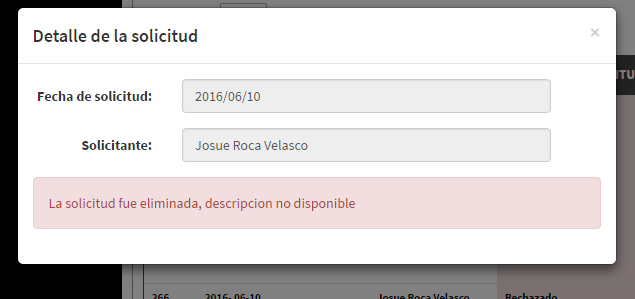 Detalle de la solicitud
×
ITU
Fecha de solicitud: 2016/06/10
Solicitante: Josue Roca Velasco
La solicitud fue eliminada, descripcion no disponible
266 2016- 06-10 Josue Roca Velasco Rechazado